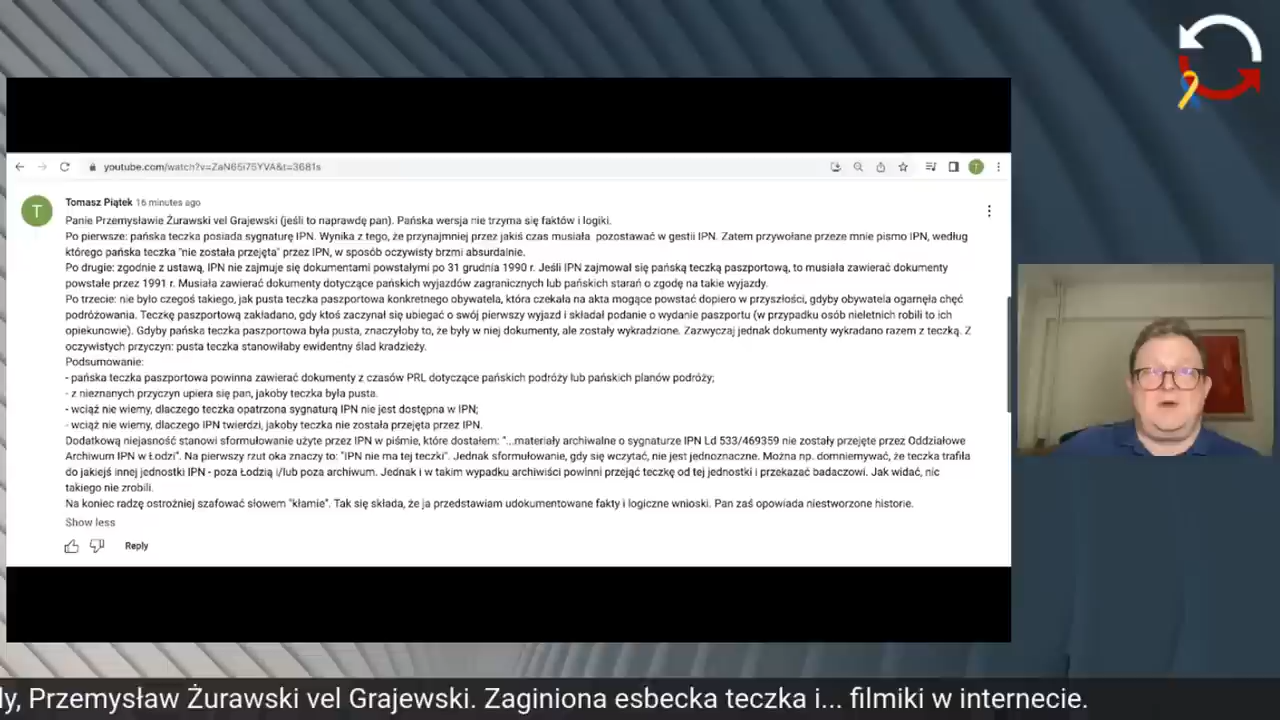 youtube.com/watch?v=ZaN65i75YVA&t=3681s
T
T
Tomasz Piątek 16 minutes ago
Panie Przemysławie Żurawski vel Grajewski (jeśli to naprawdę pan). Pańska wersja nie trzyma się faktów i logiki.
Po pierwsze: pańska teczka posiada sygnaturę IPN. Wynika z tego, że przynajmniej przez jakiś czas musiała pozostawać w gestii IPN. Zatem przywołane przeze mnie pismo IPN, według
którego pańska teczka "nie została przejęta" przez IPN, w sposób oczywisty brzmi absurdalnie.
Po drugie: zgodnie z ustawą, IPN nie zajmuje się dokumentami powstałymi po 31 grudnia 1990 r. Jeśli IPN zajmował się pańską teczką paszportową, to musiała zawierać dokumenty
powstałe przez 1991 r. Musiała zawierać dokumenty dotyczące pańskich wyjazdów zagranicznych lub pańskich starań o zgodę na takie wyjazdy.
Po trzecie: nie było czegoś takiego, jak pusta teczka paszportowa konkretnego obywatela, która czekała na akta mogące powstać dopiero w przyszłości, gdyby obywatela ogarnęła chęć
podróżowania. Teczkę paszportową zakładano, gdy ktoś zaczynał się ubiegać o swój pierwszy wyjazd i składał podanie o wydanie paszportu (w przypadku osób nieletnich robili to ich
opiekunowie). Gdyby pańska teczka paszportowa była pusta, znaczyłoby to, że były w niej dokumenty, ale zostały wykradzione. Zazwyczaj jednak dokumenty wykradano razem z teczką. Z
oczywistych przyczyn: pusta teczka stanowiłaby ewidentny ślad kradzieży.
Podsumowanie:
- pańska teczka paszportowa powinna zawierać dokumenty z czasów PRL dotyczące pańskich podróży lub pańskich planów podróży;
- z nieznanych przyczyn upiera się pan, jakoby teczka była pusta.
- wciąż nie wiemy, dlaczego teczka opatrzona sygnaturą IPN nie jest dostępna w IPN;
- wciąż nie wiemy, dlaczego IPN twierdzi, jakoby teczka nie została przejęta przez IPN.
Dodatkową niejasność stanowi sformułowanie użyte przez IPN w piśmie, które dostałem: "...materiały archiwalne o sygnaturze IPN Ld 533/469359 nie zostały przejęte przez Oddziałowe
Archiwum IPN w Łodzi". Na pierwszy rzut oka znaczy to: "IPN nie ma tej teczki". Jednak sformułowanie, gdy się wczytać, nie jest jednoznaczne. Można np. domniemywać, że teczka trafiła
do jakiejś innej jednostki IPN - poza Łodzią i/lub poza archiwum. Jednak i w takim wypadku archiwiści powinni przejąć teczkę od tej jednostki i przekazać badaczowi. Jak widać, nic
takiego nie zrobili.
Na koniec radzę ostrożniej szafować słowem "kłamie". Tak się składa, że ja przedstawiam udokumentowane fakty i logiczne wnioski. Pan zaś opowiada niestworzone historie.
Show less
Reply
dy, Przemysław Żurawski vel Grajewski. Zaginiona esbecka teczka i... filmiki w internecie.